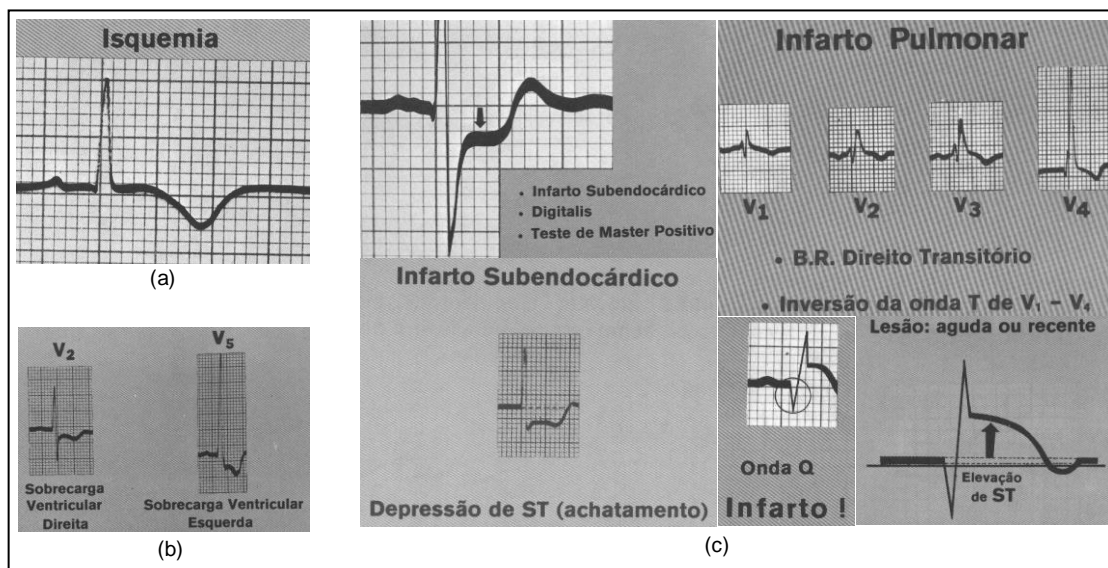 Isquemia
(a)
V2
V5
Sobrecarga
Ventricular
Direita
Sobrecarga Ventricular
Esquerda
(b)
• Infarto Subendocárdico
• Digitalis
• Teste de Master Positivo
Infarto Subendocárdico
Depressão de ST (achatamento)
Infarto Pulmonar
V1
V2
V3
V4
• B.R. Direito Transitório
• Inversão da onda T de V1 – V4
Onda Q
Infarto !
Lesão: aguda ou recente
Elevação
de ST
(c)